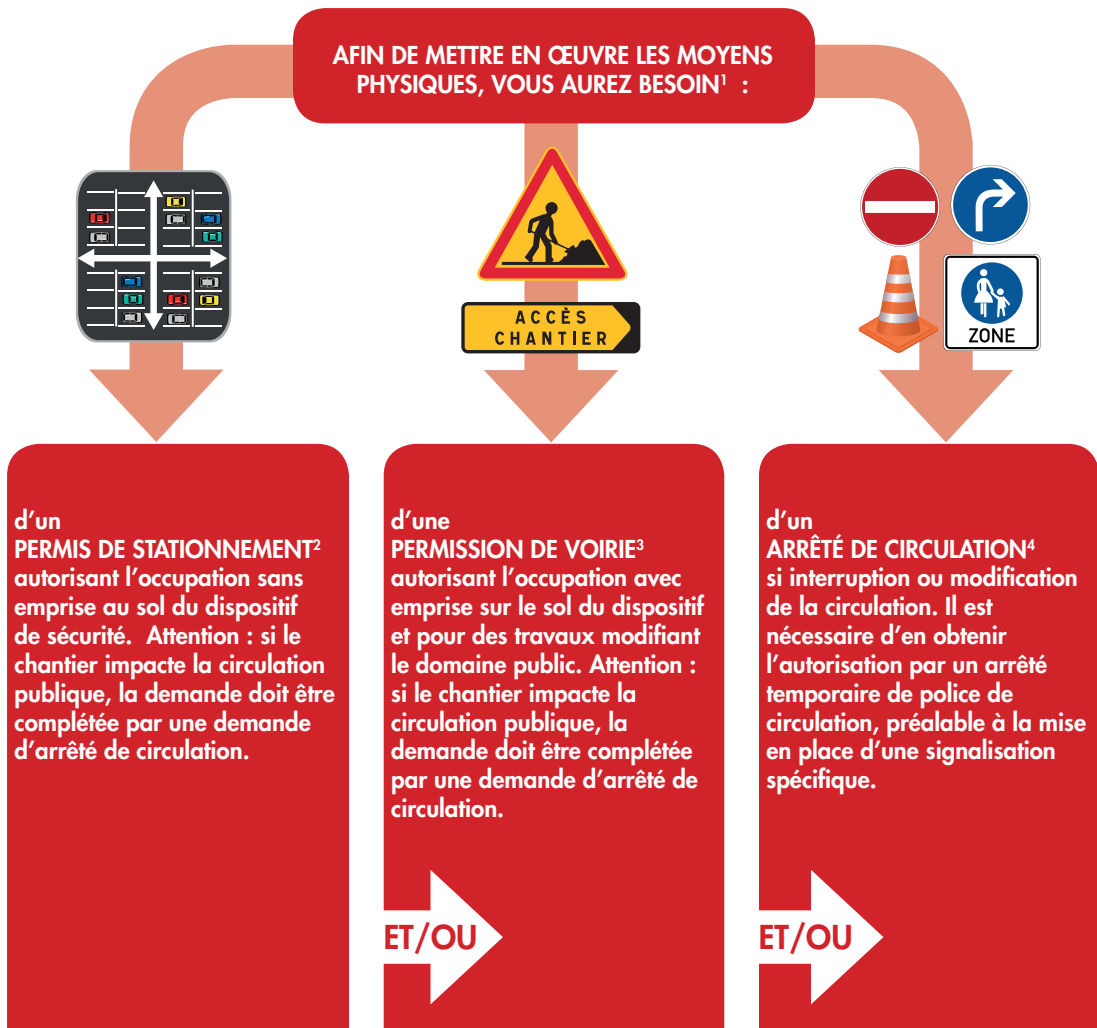 AFIN DE METTRE EN ŒUVRE LES MOYENS
PHYSIQUES, VOUS AUREZ BESOIN¹ :
ACCÈS
CHANTIER
ZONE
d’un
PERMIS DE STATIONNEMENT²
autorisant l’occupation sans
emprise au sol du dispositif
de sécurité. Attention : si le
chantier impacte la circulation
publique, la demande doit être
complétée par une demande
d’arrêté de circulation.
d’une
PERMISSION DE VOIRIE³
autorisant l’occupation avec
emprise sur le sol du dispositif
et pour des travaux modifiant
le domaine public. Attention :
si le chantier impacte la
circulation publique, la
demande doit être complétée
par une demande d’arrêté de
circulation.
ET/OU
d’un
ARRÊTÉ DE CIRCULATION⁴
si interruption ou modification
de la circulation. Il est
nécessaire d’en obtenir
l’autorisation par un arrêté
temporaire de police de
circulation, préalable à la mise
en place d’une signalisation
spécifique.
ET/OU